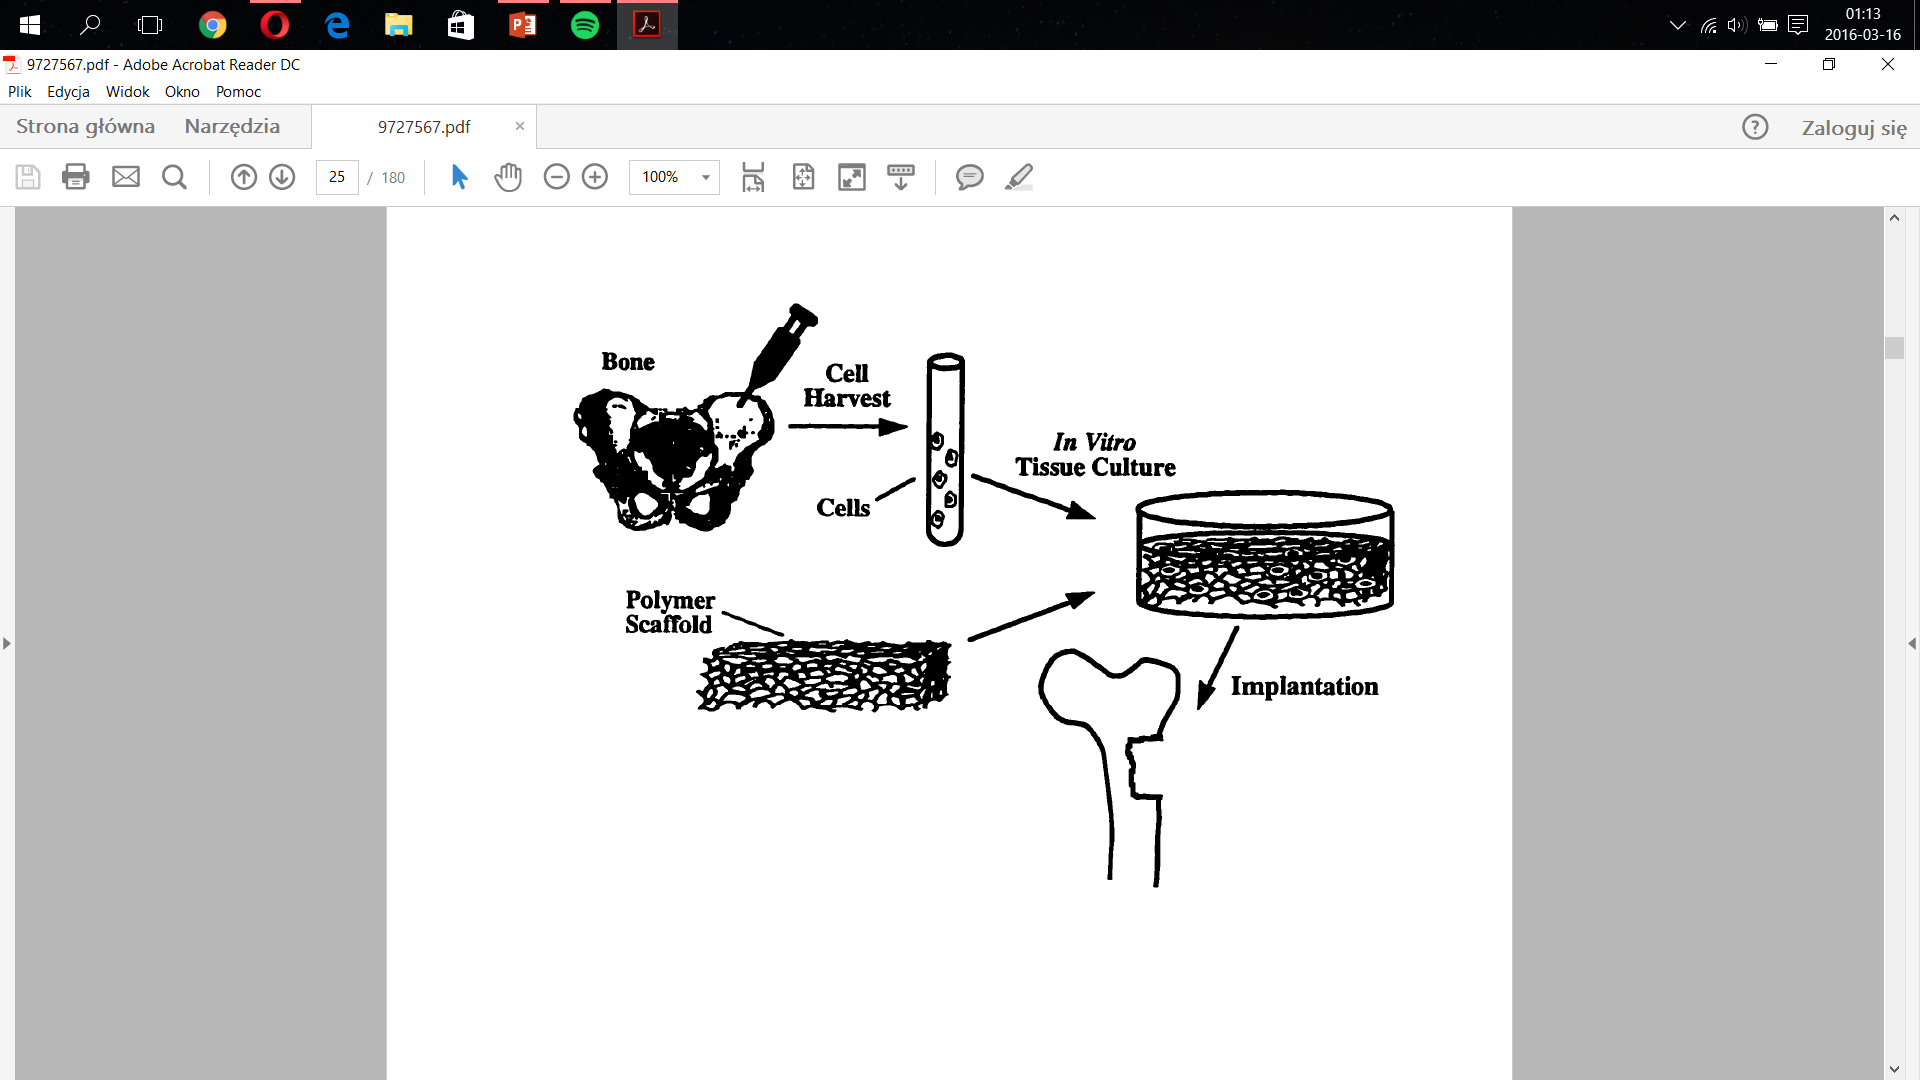 01:13
2016-03-16
9727567.pdf - Adobe Acrobat Reader DC
Plik Edycja Widok Okno Pomoc
Strona główna Narzędzia 9727567.pdf × ? Zaloguj się
25 / 180 100%
Bone
Cell
Harvest
In Vitro
Tissue Culture
Cells
Polymer
Scaffold
Implantation